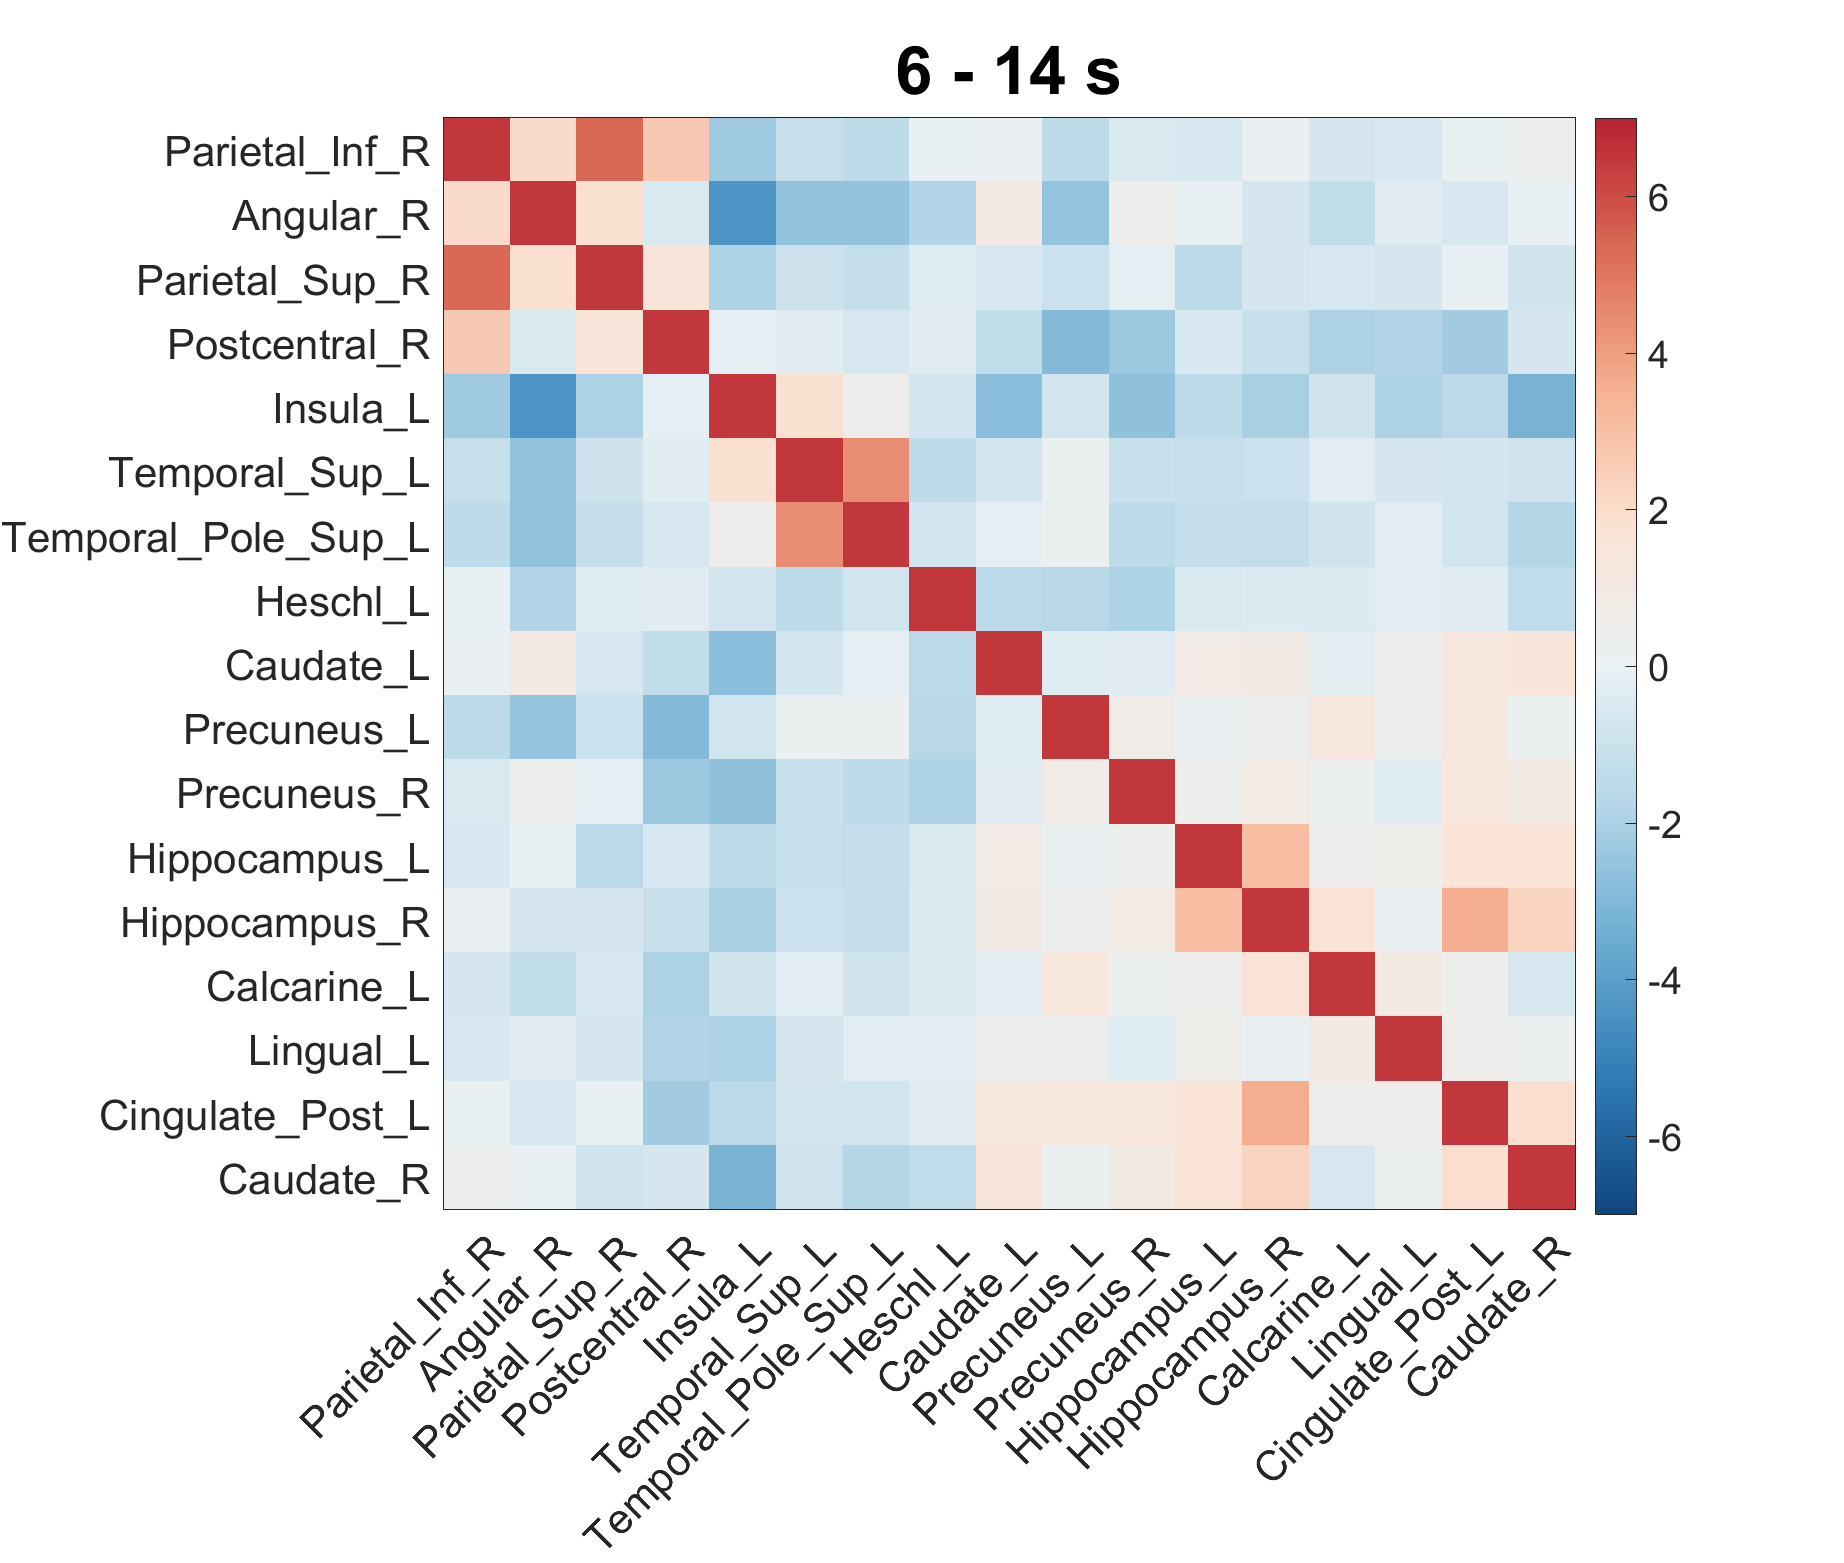 6 - 14 s
Parietal_Inf_R
Angular_R
Parietal_Sup_R
Postcentral_R
Insula_L
Temporal_Sup_L
Temporal_Pole_Sup_L
Heschl_L
Caudate_L
Precuneus_L
Precuneus_R
Hippocampus_L
Hippocampus_R
Calcarine_L
Lingual_L
Cingulate_Post_L
Caudate_R
6
4
2
0
-2
-4
-6
Parietal_Inf_R
Angular_R
Parietal_Sup_R
Postcentral_R
Insula_L
Temporal_Sup_L
Temporal_Pole_Sup_L
Heschl_L
Caudate_L
Precuneus_L
Precuneus_R
Hippocampus_L
Hippocampus_R
Calcarine_L
Lingual_L
Cingulate_Post_L
Caudate_R